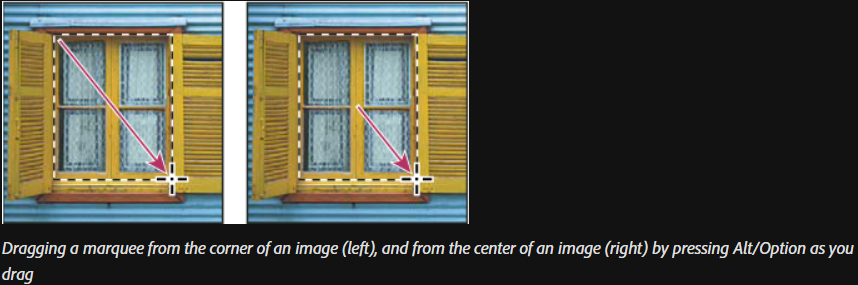 Dragging a marquee from the corner of an image (left), and from the center of an image (right) by pressing Alt/Option as you
drag